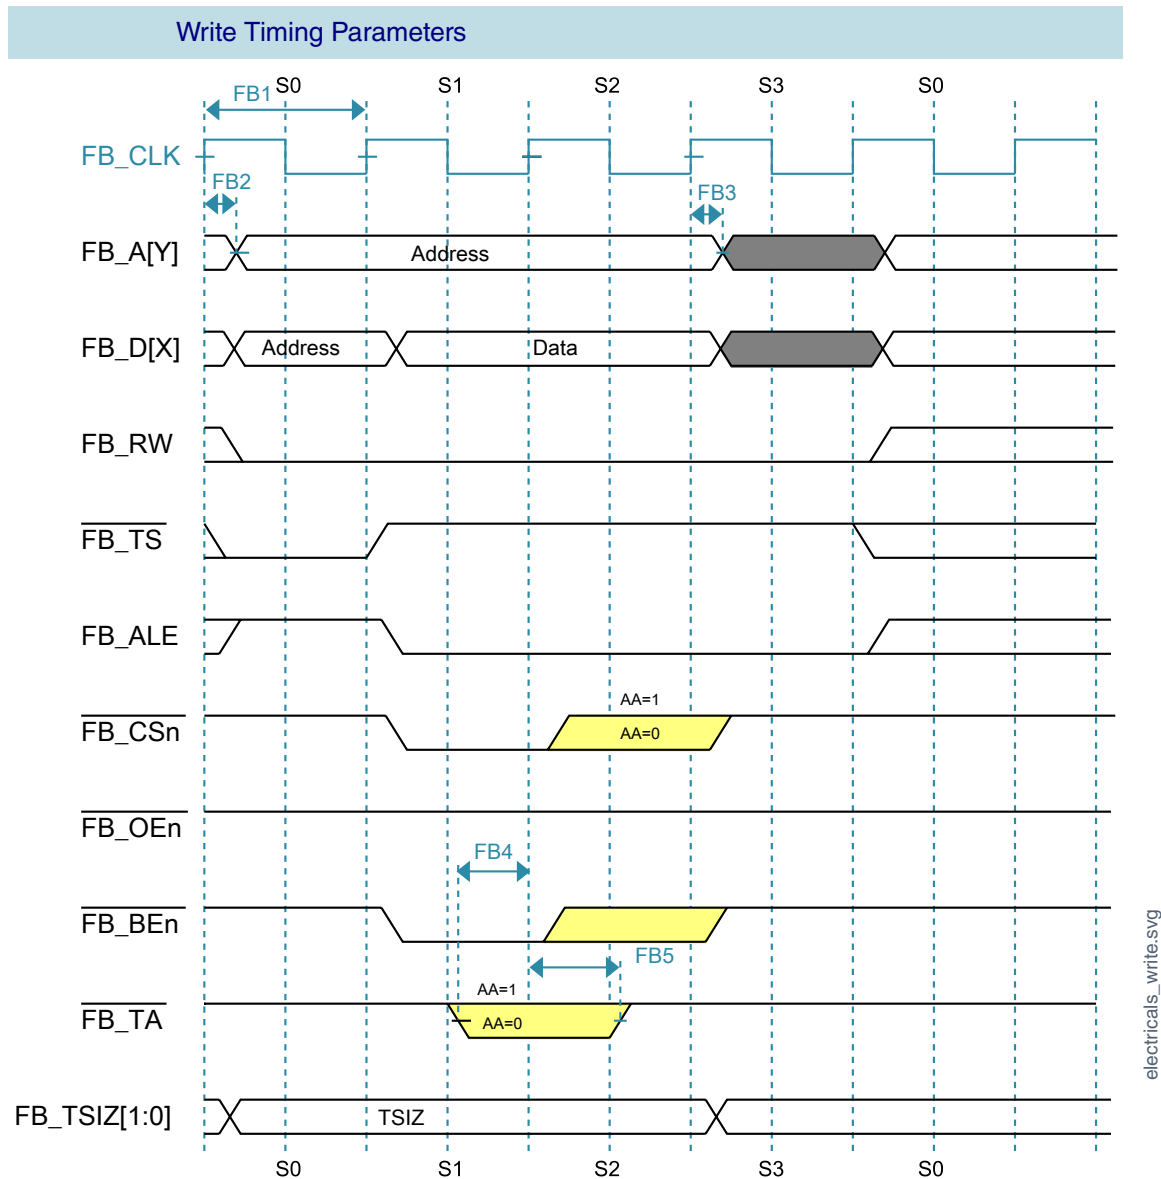 Write Timing Parameters
S0 S1 S2 S3 S0
FB1
FB_CLK
FB2
FB3
FB_A[Y]
Address
FB_D[X]
Address
Data
FB_RW
FB_TS
FB_ALE
FB_CSn
AA=1
AA=0
FB_OEn
FB4
FB_BEn
FB5
FB_TA
AA=1
AA=0
FB_TSIZ[1:0]
TSIZ
S0 S1 S2 S3 S0
electricals_write.svg